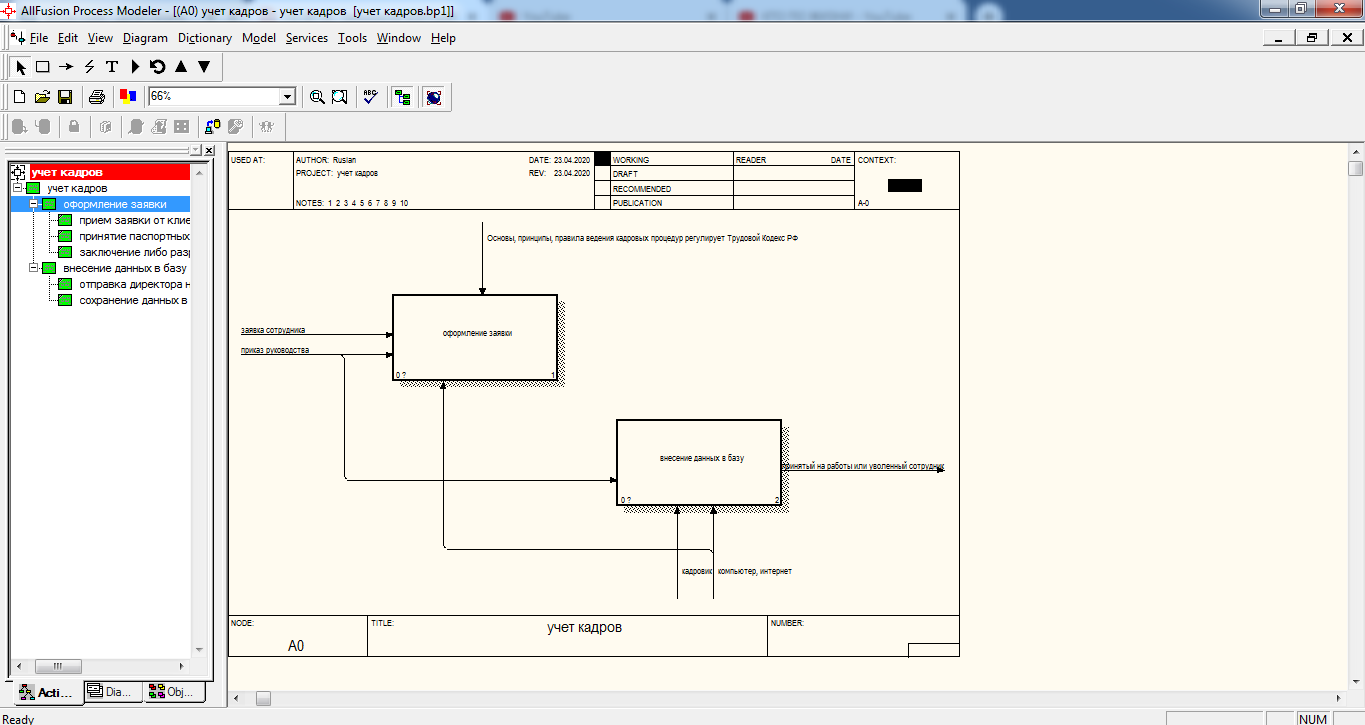 AllFusion Process Modeler - [(A0) учет кадров - учет кадров [учет кадров.bp1]]
File Edit View Diagram Dictionary Model Services Tools Window Help
66%
учет кадров
учет кадров
оформление заявки
прием заявки от клие
принятие паспортных
заключение либо разр
внесение данных в базу
отправка директора н
сохранение данных в
Acti... Dia... Obj...
USED AT: AUTHOR: Ruslan DATE: 23.04.2020 WORKING READER DATE CONTEXT:
PROJECT: учет кадров REV: 23.04.2020 DRAFT
RECOMMENDED
NOTES: 1 2 3 4 5 6 7 8 9 10 PUBLICATION A-0
Основы, принципы, правила ведения кадровых процедур регулирует Трудовой Кодекс РФ
заявка сотрудника
приказ руководства
оформление заявки
0 ? 1
внесение данных в базу
0 ? 2
принятый на работы или уволенный сотрудник
кадровик компьютер, интернет
NODE: TITLE: NUMBER:
A0 учет кадров
Ready NUM